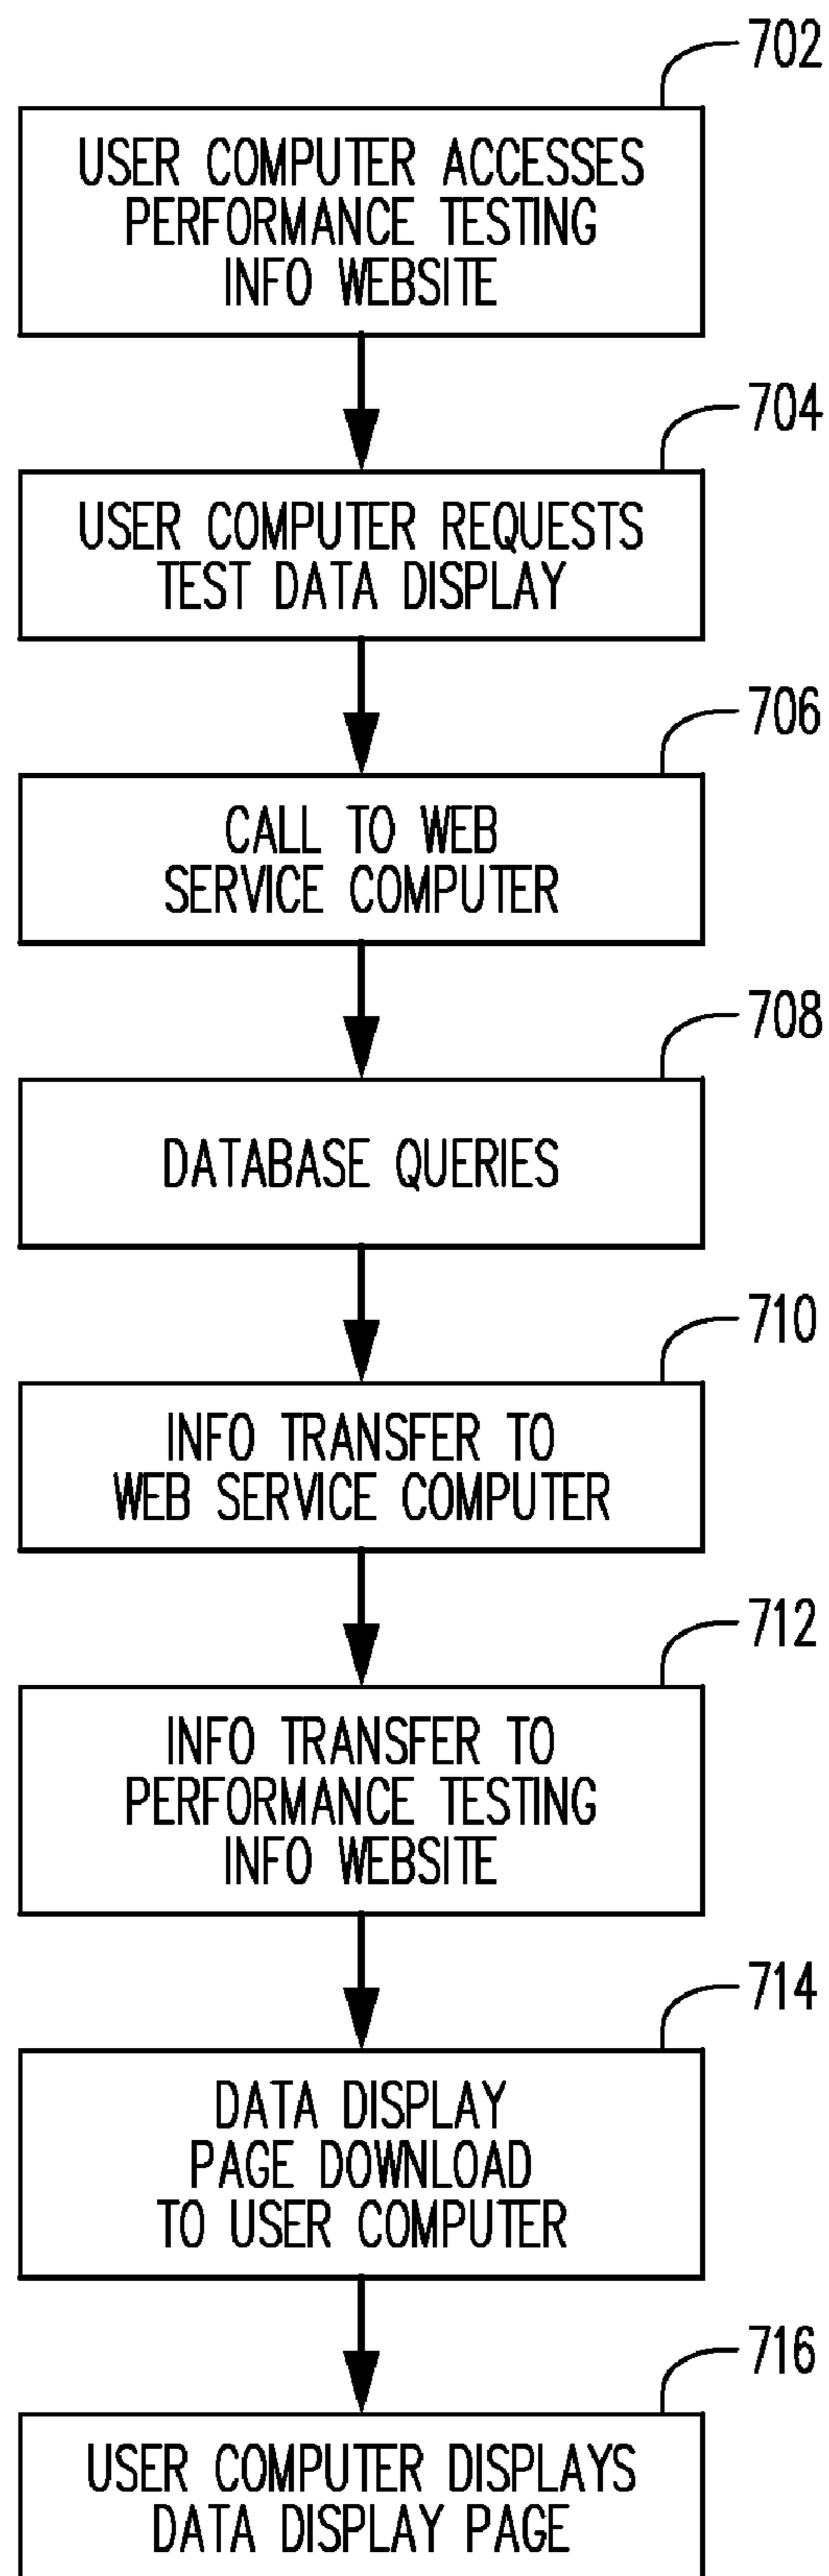 702
USER COMPUTER ACCESSES
PERFORMANCE TESTING
INFO WEBSITE
704
USER COMPUTER REQUESTS
TEST DATA DISPLAY
706
CALL TO WEB
SERVICE COMPUTER
708
DATABASE QUERIES
710
INFO TRANSFER TO
WEB SERVICE COMPUTER
712
INFO TRANSFER TO
PERFORMANCE TESTING
INFO WEBSITE
714
DATA DISPLAY
PAGE DOWNLOAD
TO USER COMPUTER
716
USER COMPUTER DISPLAYS
DATA DISPLAY PAGE